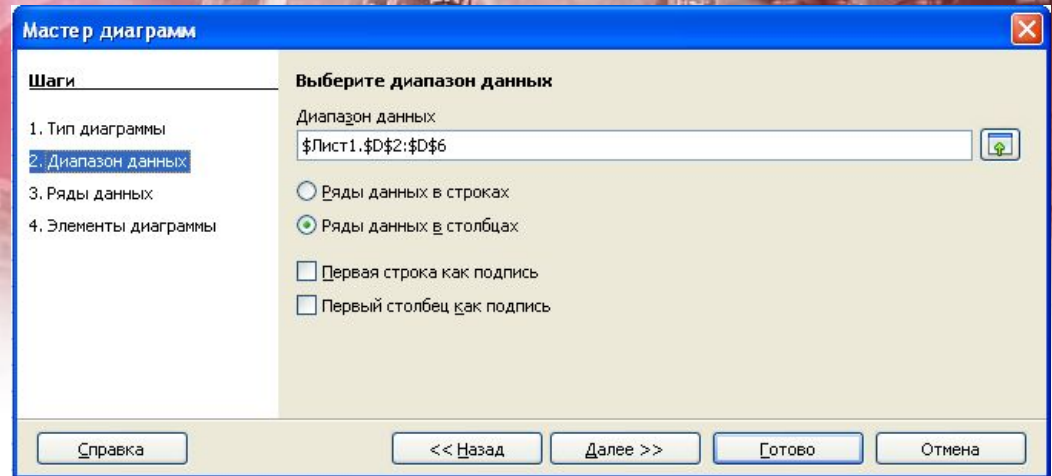 Мастер диаграмм
Шаги
1. Тип диаграммы
2. Диапазон данных
3. Ряды данных
4. Элементы диаграммы
Выберите диапазон данных
Диапазон данных
$Лист1.$D$2:$D$6
Ряды данных в строках
Ряды данных в столбцах
Первая строка как подпись
Первый столбец как подпись
Справка
<< Назад
Далее >>
Готово
Отмена